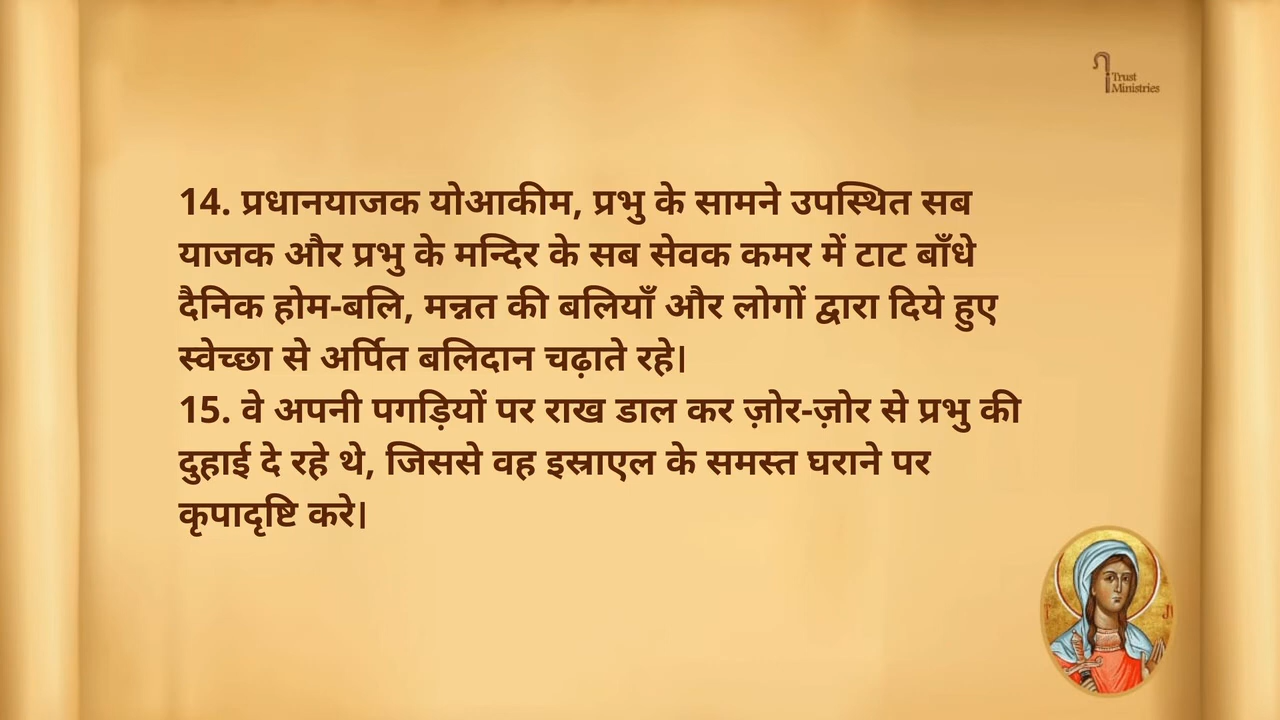 Trust
Ministries
14. प्रधानयाजक योआकीम, प्रभु के सामने उपस्थित सब
याजक और प्रभु के मन्दिर के सब सेवक कमर में टाट बाँधे
दैनिक होम-बलि, मन्नत की बलियाँ और लोगों द्वारा दिये हुए
स्वेच्छा से अर्पित बलिदान चढ़ाते रहे।
15. वे अपनी पगड़ियों पर राख डाल कर ज़ोर-ज़ोर से प्रभु की
दुहाई दे रहे थे, जिससे वह इस्राएल के समस्त घराने पर
कृपादृष्टि करे।